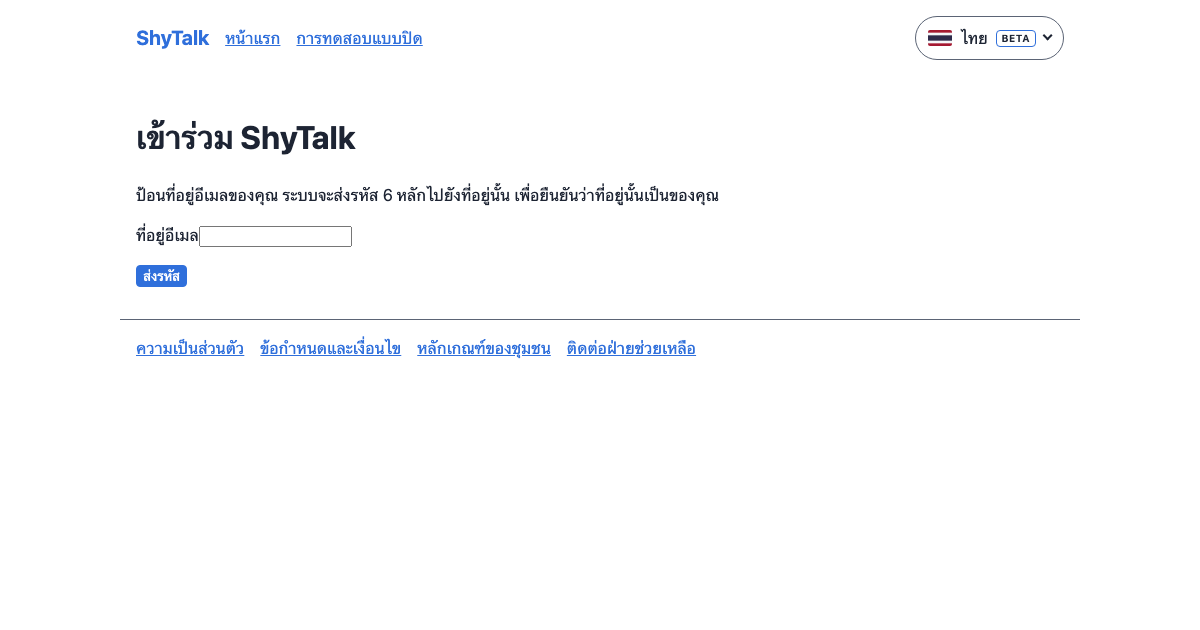 ShyTalk หน้าแรก การทดสอบแบบปิด ไทย BETA
เข้าร่วม ShyTalk
ป้อนที่อยู่อีเมลของคุณ ระบบจะส่งรหัส 6 หลักไปยังที่อยู่นั้น เพื่อยืนยันว่าที่อยู่นั้นเป็นของคุณ
ที่อยู่อีเมล
ส่งรหัส
ความเป็นส่วนตัว ข้อกำหนดและเงื่อนไข หลักเกณฑ์ของชุมชน ติดต่อฝ่ายช่วยเหลือ